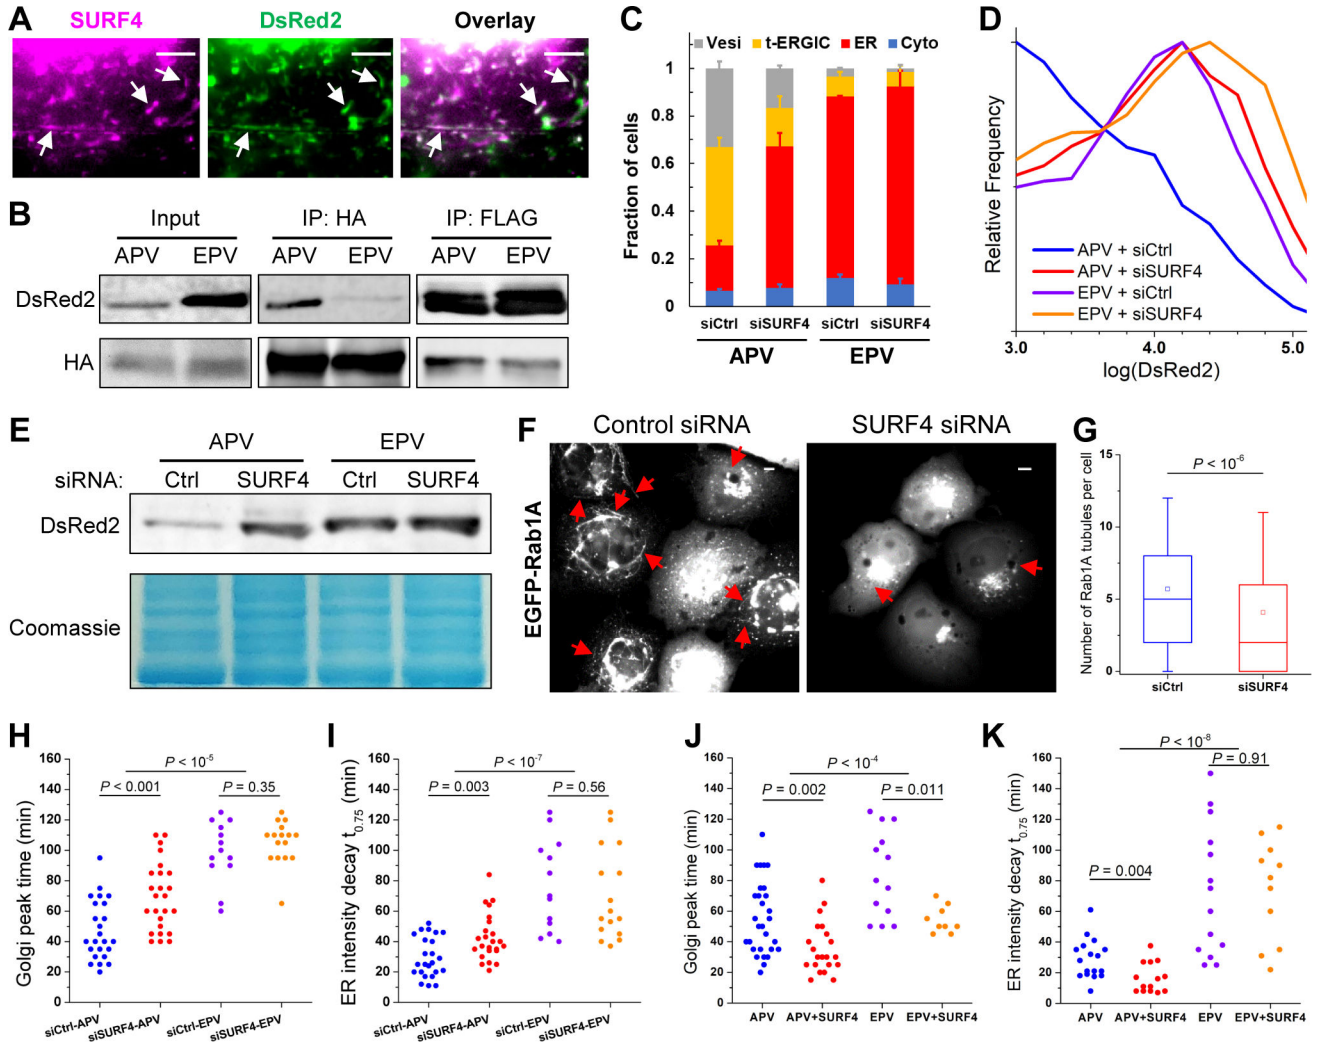 A
SURF4
DsRed2
Overlay
B
Input
IP: HA
IP: FLAG
APV
EPV
APV
EPV
APV
EPV
DsRed2
HA
C
Vesi
t-ERGIC
ER
Cyto
Fraction of cells
1
0.8
0.6
0.4
0.2
0
siCtrl
siSURF4
siCtrl
siSURF4
APV
EPV
D
Relative Frequency
APV + siCtrl
APV + siSURF4
EPV + siCtrl
EPV + siSURF4
3.0
4.0
5.0
log(DsRed2)
E
APV
EPV
siRNA:
Ctrl
SURF4
Ctrl
SURF4
DsRed2
Coomassie
F
Control siRNA
SURF4 siRNA
EGFP-Rab1A
G
Number of Rab1A tubules per cell
15
10
5
0
P < 10⁻⁶
siCtrl
siSURF4
H
Golgi peak time (min)
160
140
120
100
80
60
40
20
0
P < 10⁻⁵
P < 0.001
P = 0.35
siCtrl-APV
siSURF4-APV
siCtrl-EPV
siSURF4-EPV
I
ER intensity decay t₀.₇₅ (min)
160
140
120
100
80
60
40
20
0
P < 10⁻⁷
P = 0.003
P = 0.56
siCtrl-APV
siSURF4-APV
siCtrl-EPV
siSURF4-EPV
J
Golgi peak time (min)
160
140
120
100
80
60
40
20
0
P < 10⁻⁴
P = 0.002
P = 0.011
APV
APV+SURF4
EPV
EPV+SURF4
K
ER intensity decay t₀.₇₅ (min)
160
140
120
100
80
60
40
20
0
P < 10⁻⁸
P = 0.91
P = 0.004
APV
APV+SURF4
EPV
EPV+SURF4